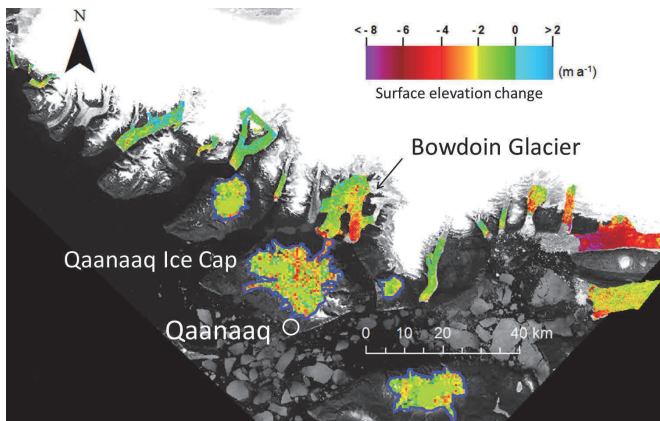 N
< - 8 -6 -4 -2 0 >2
(m a⁻¹)
Surface elevation change
Bowdoin Glacier
Qaanaaq Ice Cap
Qaanaaq
0 10 20 40 km